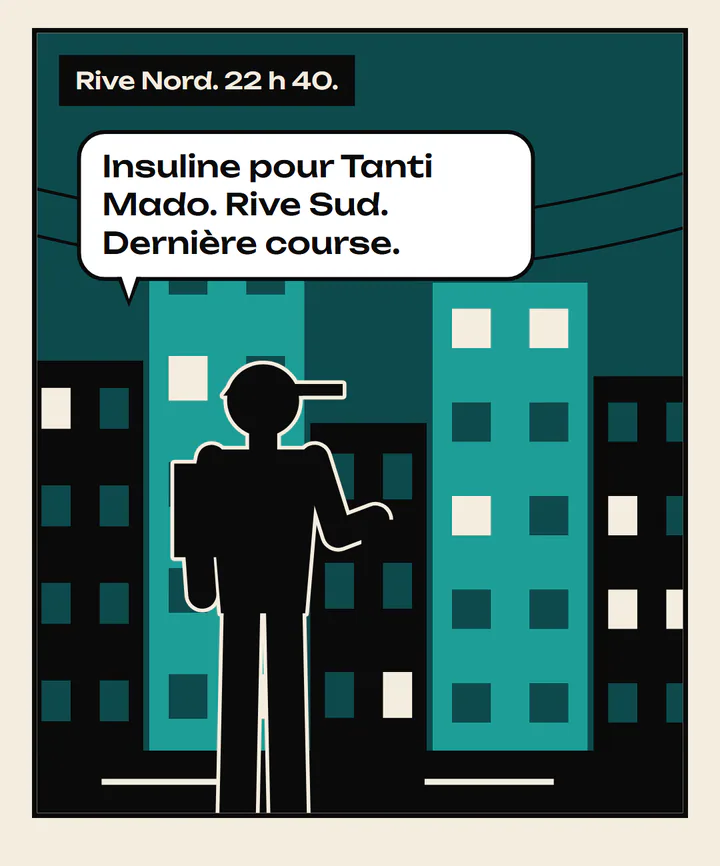 Rive Nord. 22 h 40.
Insuline pour Tanti
Mado. Rive Sud.
Dernière course.